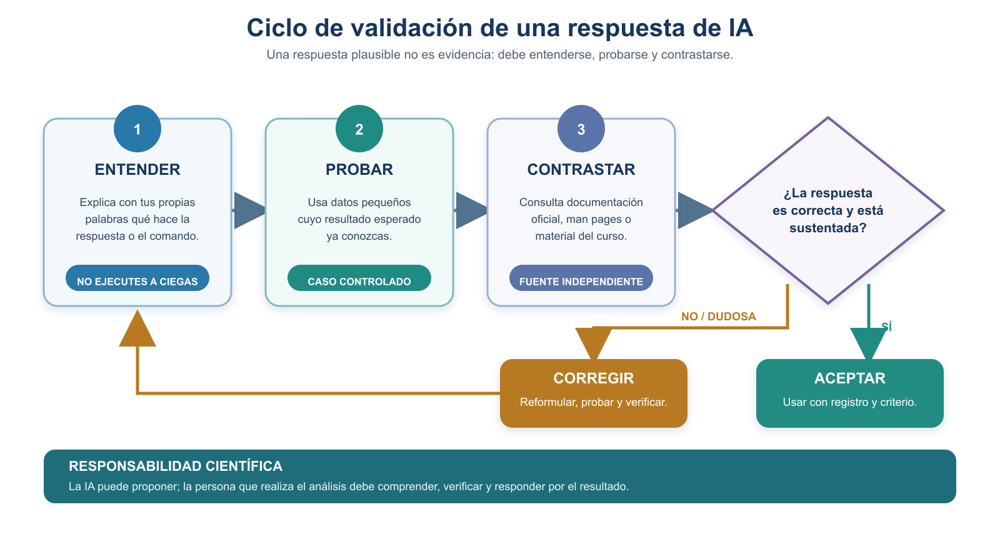 Ciclo de validación de una respuesta de IA
Una respuesta plausible no es evidencia: debe entenderse, probarse y contrastarse.
1
ENTENDER
Explica con tus propias
palabras qué hace la
respuesta o el comando.
NO EJECUTES A CIEGAS
2
PROBAR
Usa datos pequeños
cuyo resultado esperado
ya conozcas.
CASO CONTROLADO
3
CONTRASTAR
Consulta documentación
oficial, man pages o
material del curso.
FUENTE INDEPENDIENTE
¿La respuesta
es correcta y está
sustentada?
NO / DUDOSA
SÍ
CORREGIR
Reformular, probar y verificar.
ACEPTAR
Usar con registro y criterio.
RESPONSABILIDAD CIENTÍFICA
La IA puede proponer; la persona que realiza el análisis debe comprender, verificar y responder por el resultado.